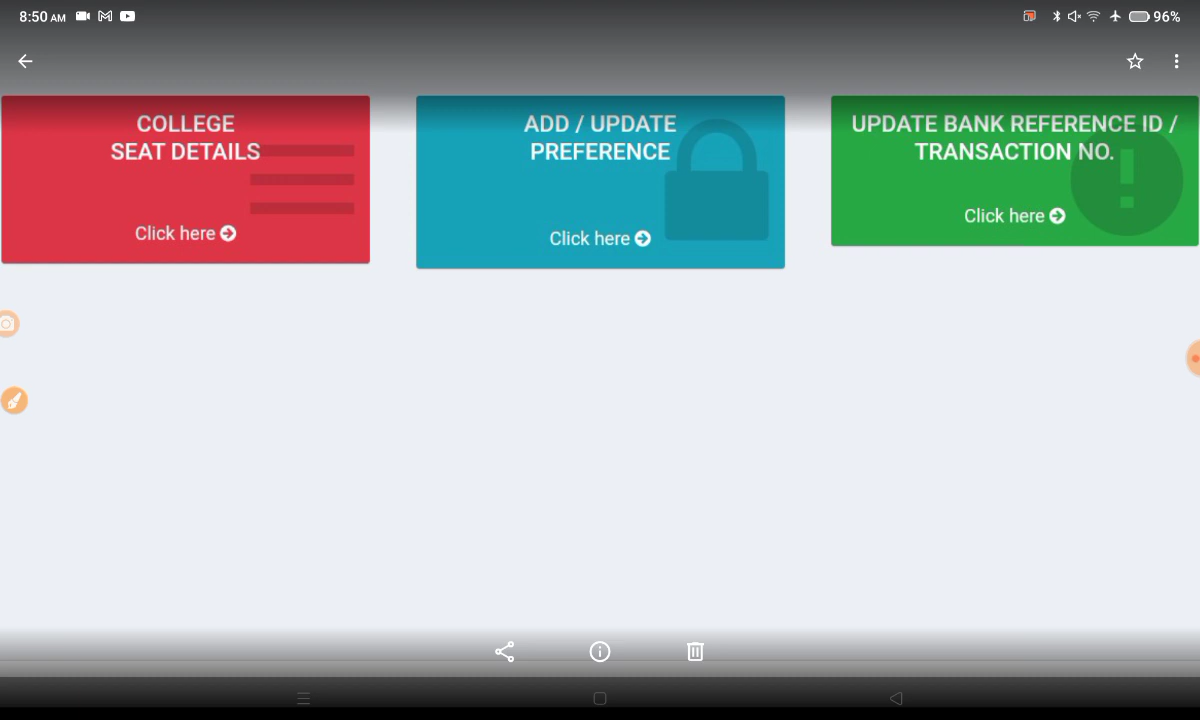 8:50 AM
96%
COLLEGE
SEAT DETAILS
Click here
ADD / UPDATE
PREFERENCE
Click here
UPDATE BANK REFERENCE ID /
TRANSACTION NO.
Click here